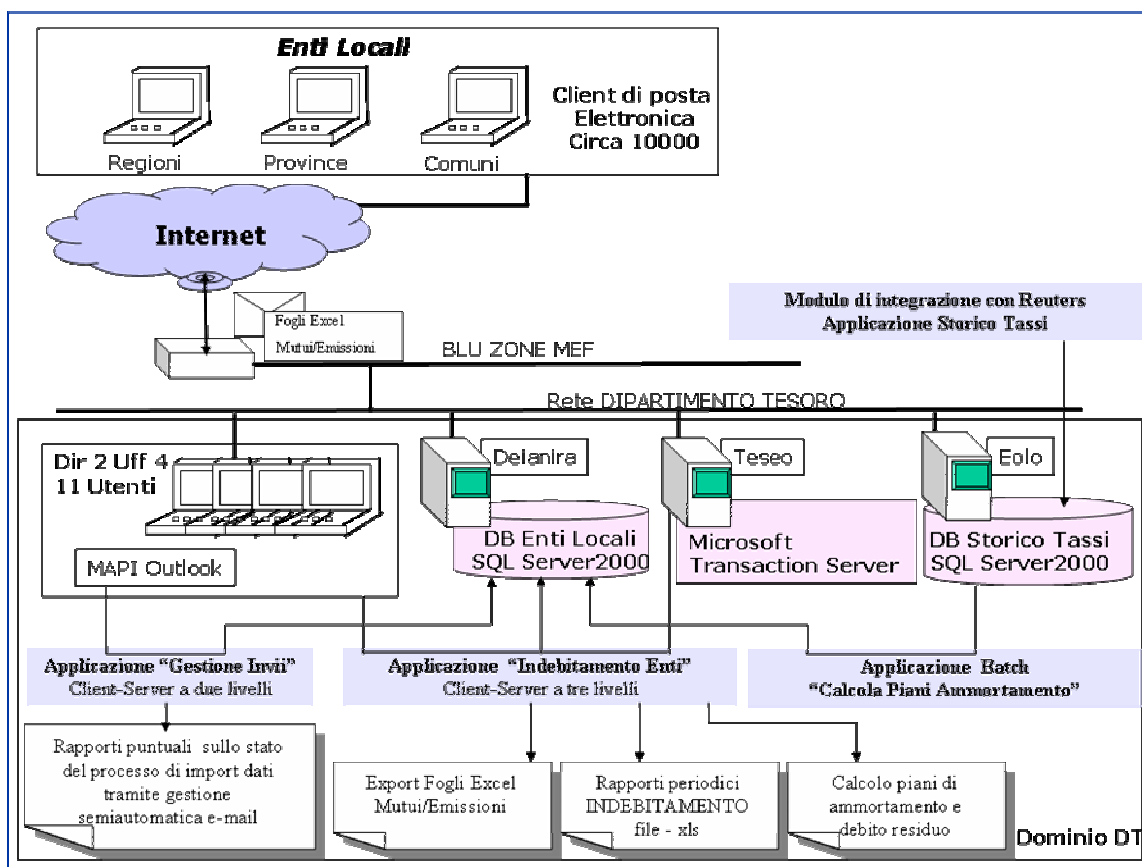 Enti Locali
Client di posta
Elettronica
Circa 10000
Regioni
Province
Comuni
Internet
Fogli Excel
Mutui/Emissioni
Modulo di integrazione con Reuters
Applicazione Storico Tassi
BLU ZONE MEF
Rete DIPARTIMENTO TESORO
Dir 2 Uff 4
11 Utenti
MAPI Outlook
Delanira
DB Enti Locali
SQL Server2000
Teseo
Microsoft
Transaction Server
Eolo
DB Storico Tassi
SQL Server2000
Applicazione “Gestione Invii”
Client-Server a due livelli
Applicazione “Indebitamento Enti”
Client-Server a tre livelli
Applicazione Batch
“Calcola Piani Ammortamento”
Rapporti puntuali sullo stato
del processo di import dati
tramite gestione
semiautomatica e-mail
Export Fogli Excel
Mutui/Emissioni
Rapporti periodici
INDEBITAMENTO
file - xls
Calcolo piani di
ammortamento e
debito residuo
Dominio DT